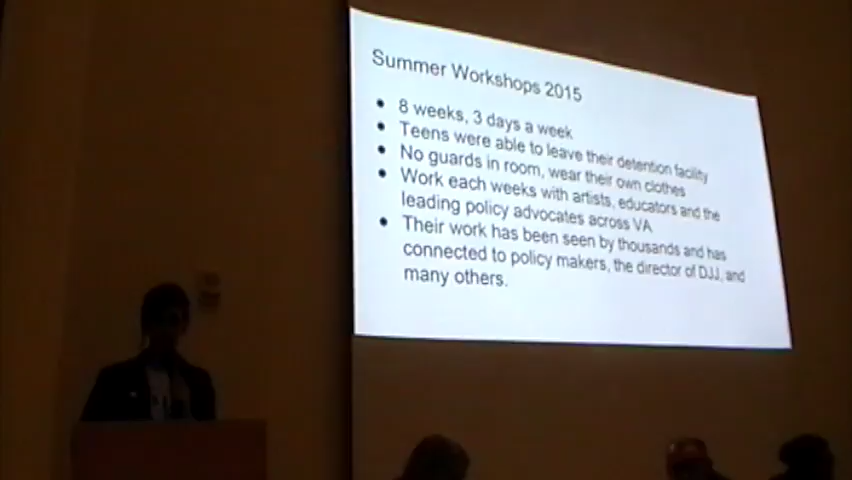 Summer Workshops 2015
● 8 weeks, 3 days a week
● Teens were able to leave their detention facility
● No guards in room, wear their own clothes
● Work each weeks with artists, educators and the
leading policy advocates across VA
● Their work has been seen by thousands and has
connected to policy makers, the director of DJJ, and
many others.